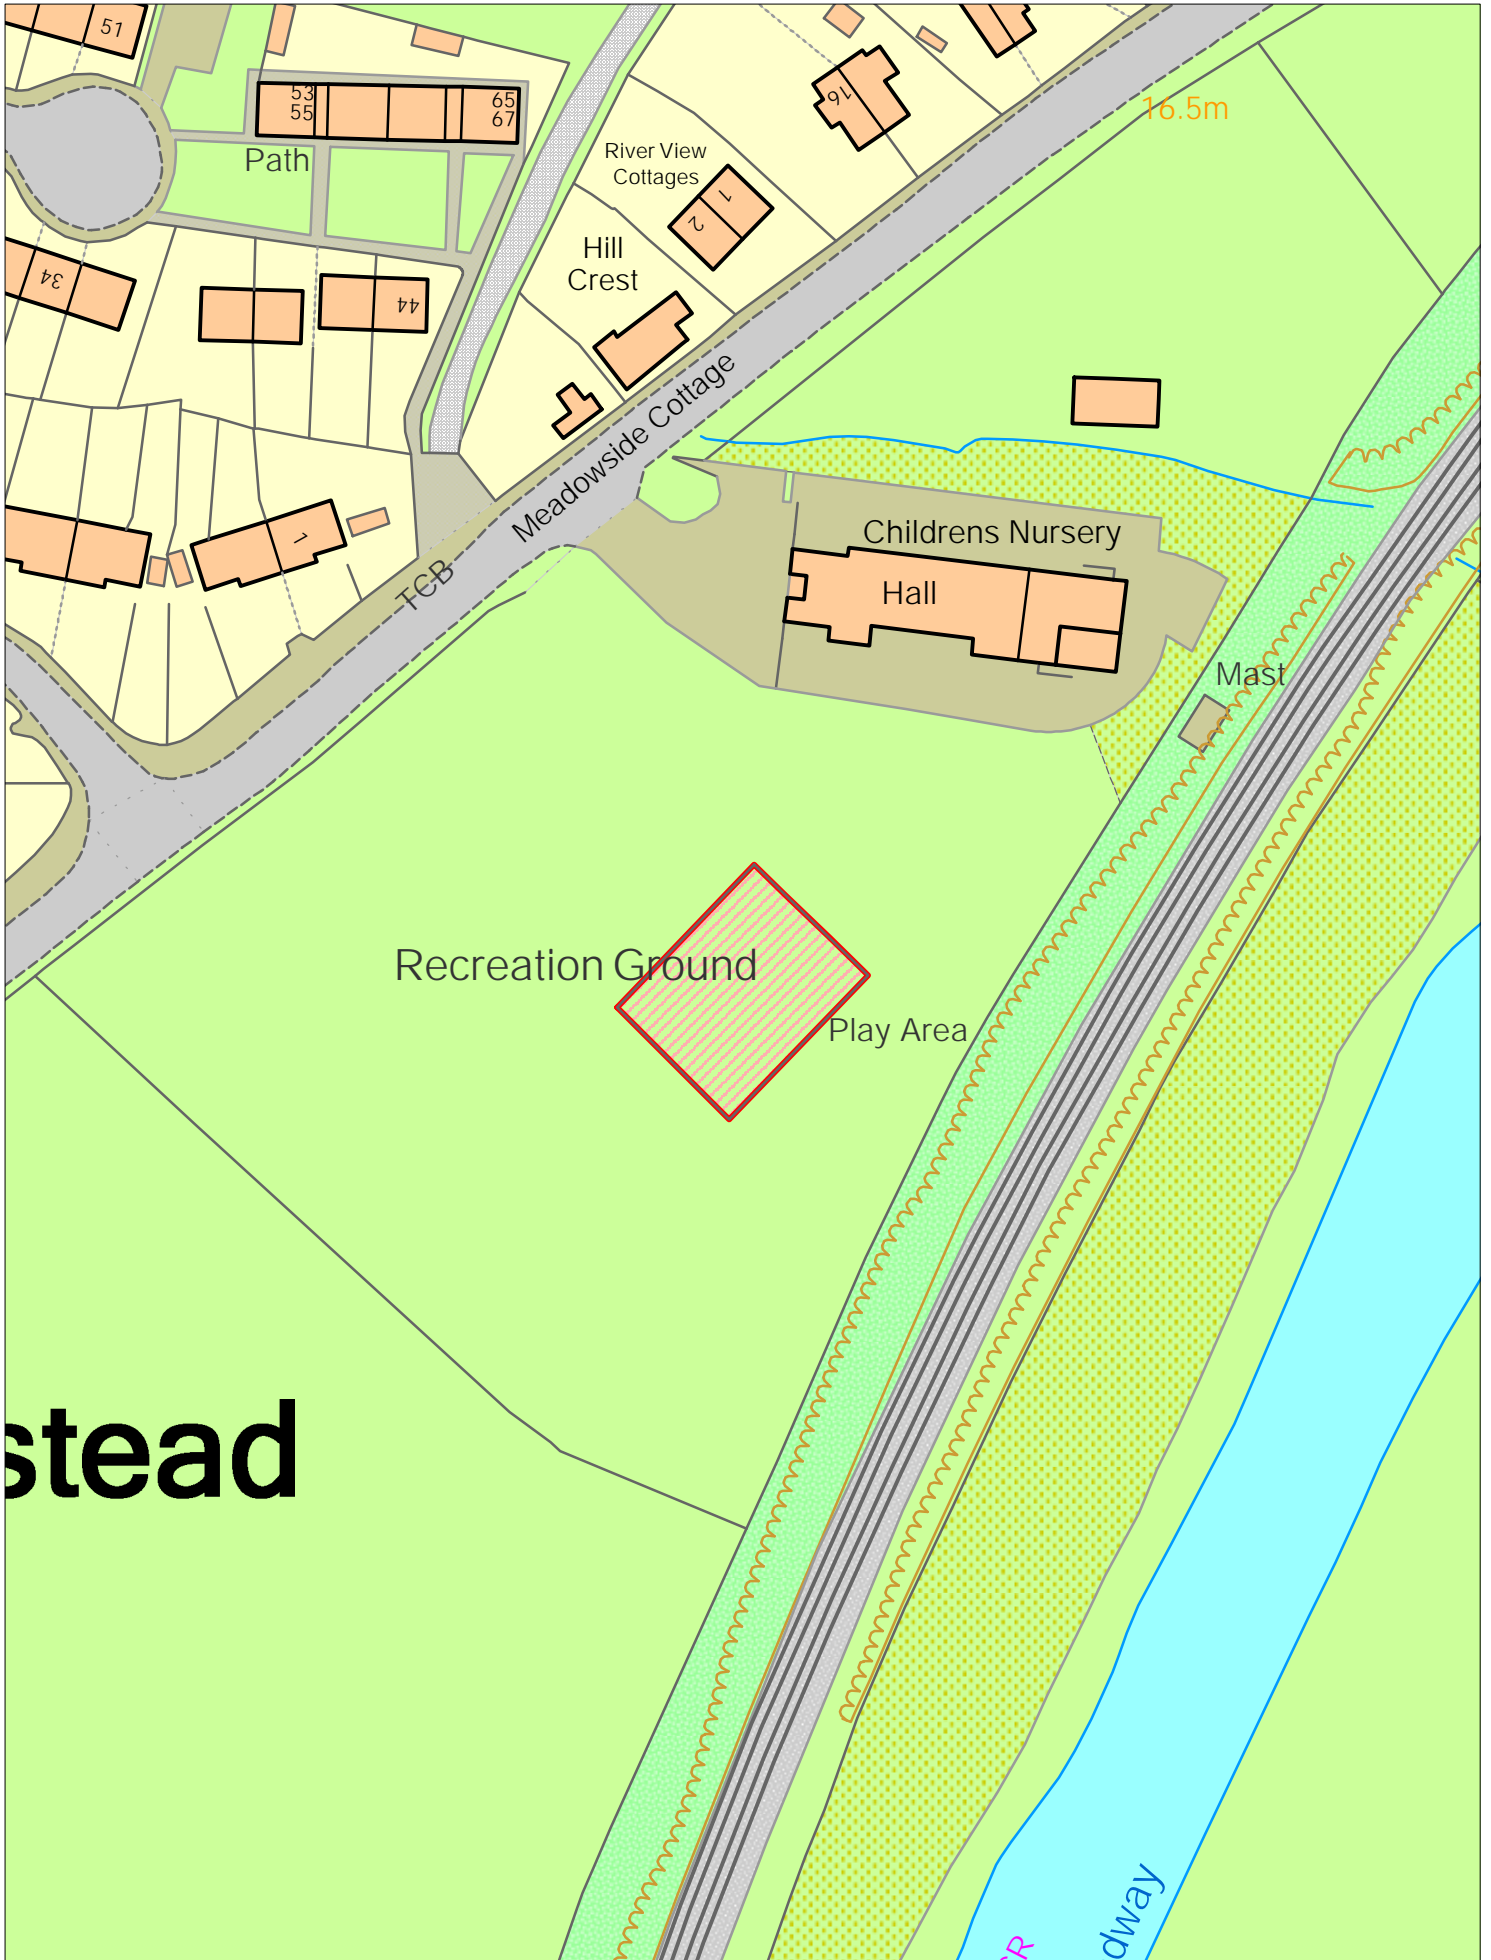 51
53
55
65
67
Path
16
16.5m
River View
Cottages
1
2
Hill
Crest
34
44
Meadowside Cottage
1
TCB
Childrens Nursery
Hall
Mast
Recreation Ground
Play Area
stead
dway
CR